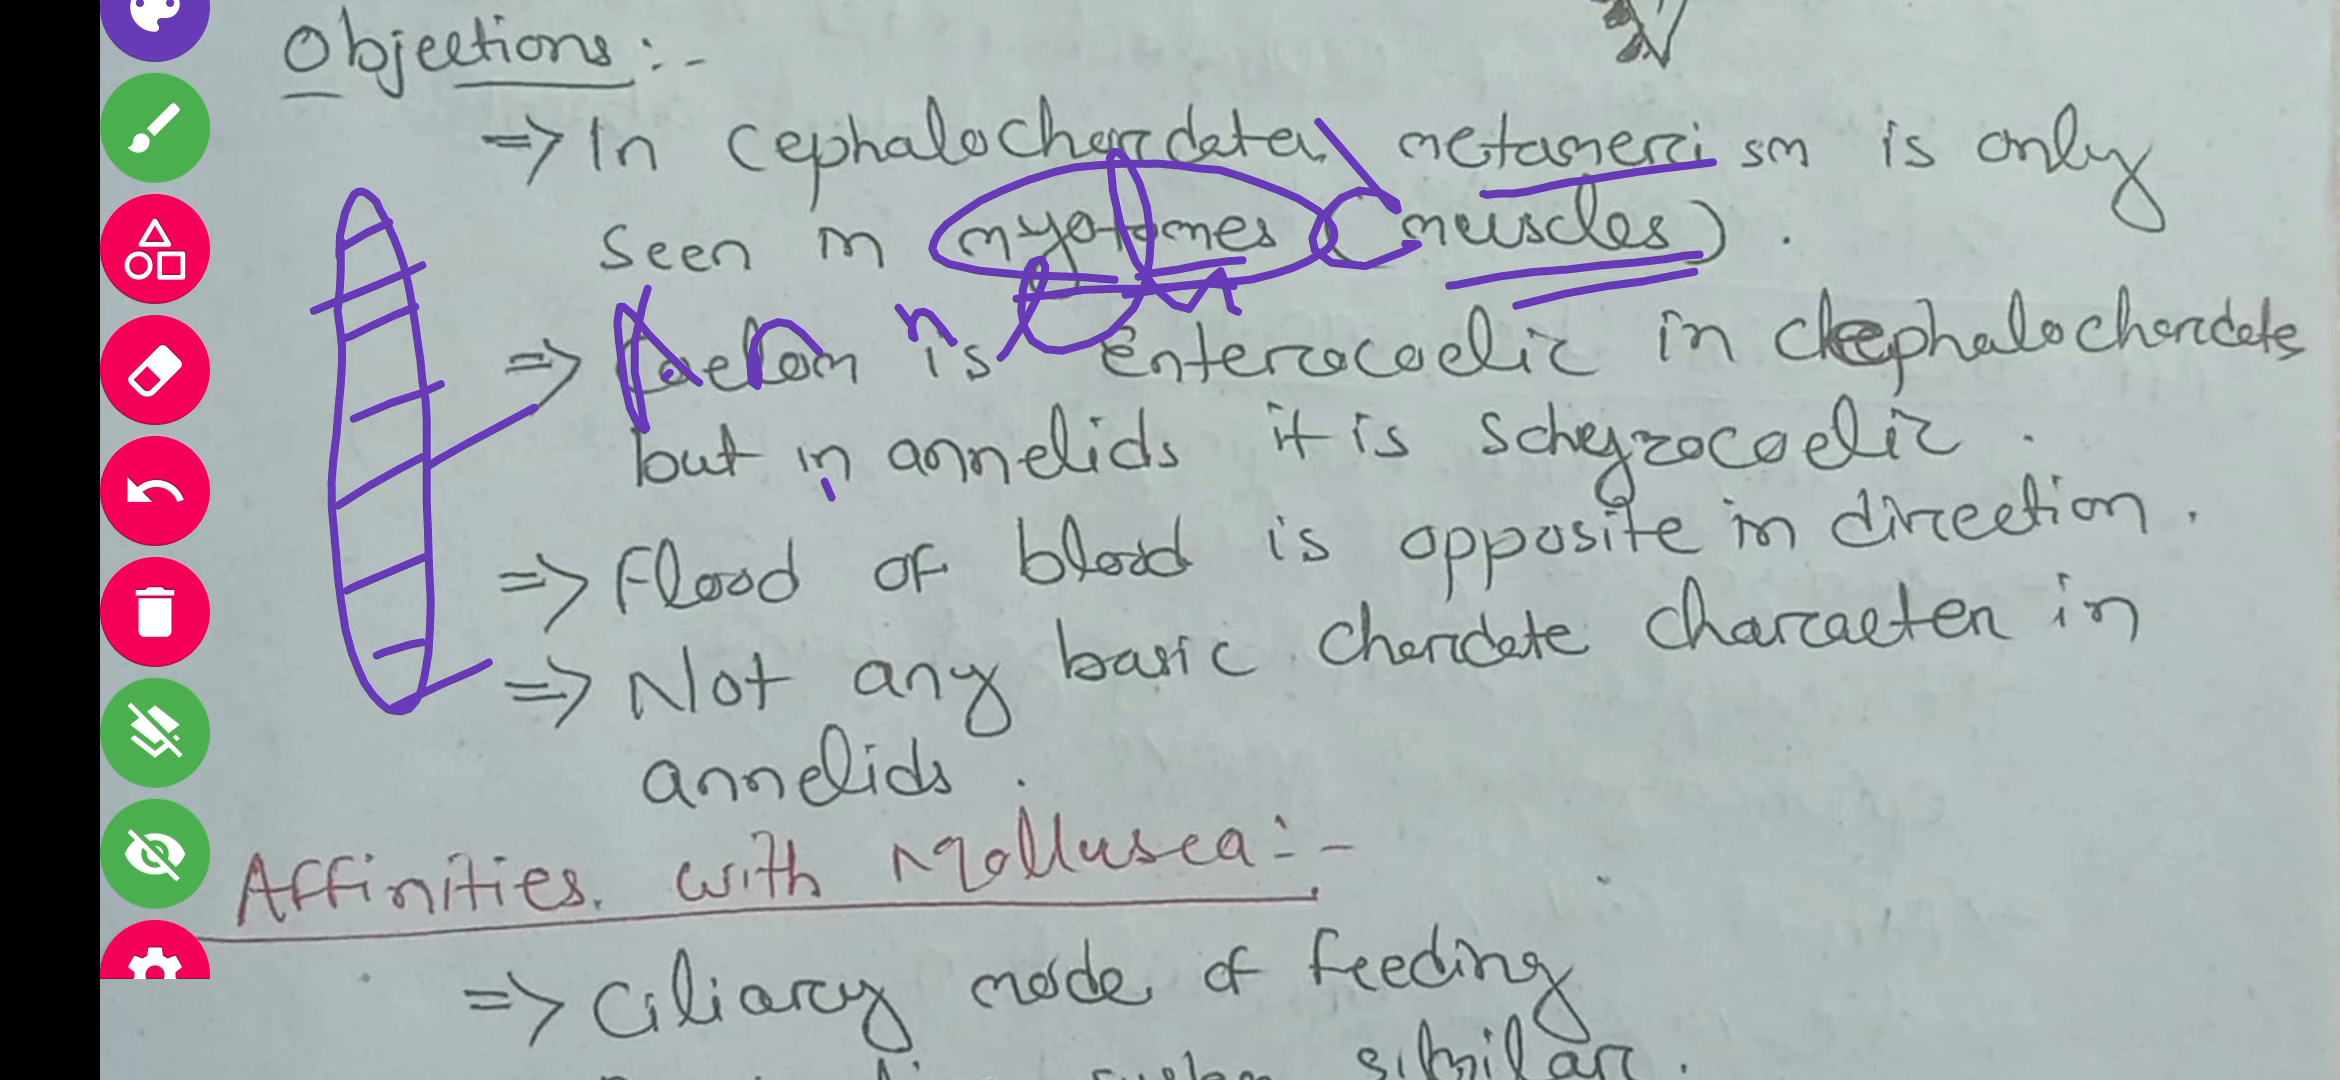 Objections :-
=> In cephalochordata, metamerism is only
seen in myotomes (muscles).
=> Coelom is enterocoelic in cephalochordate
but in annelids it is schyzocoelic.
=> Flood of blood is opposite in direction.
=> Not any basic chordate character in
annelids.
Affinities with Mollusca :-
=> Ciliary mode of feeding
similar.